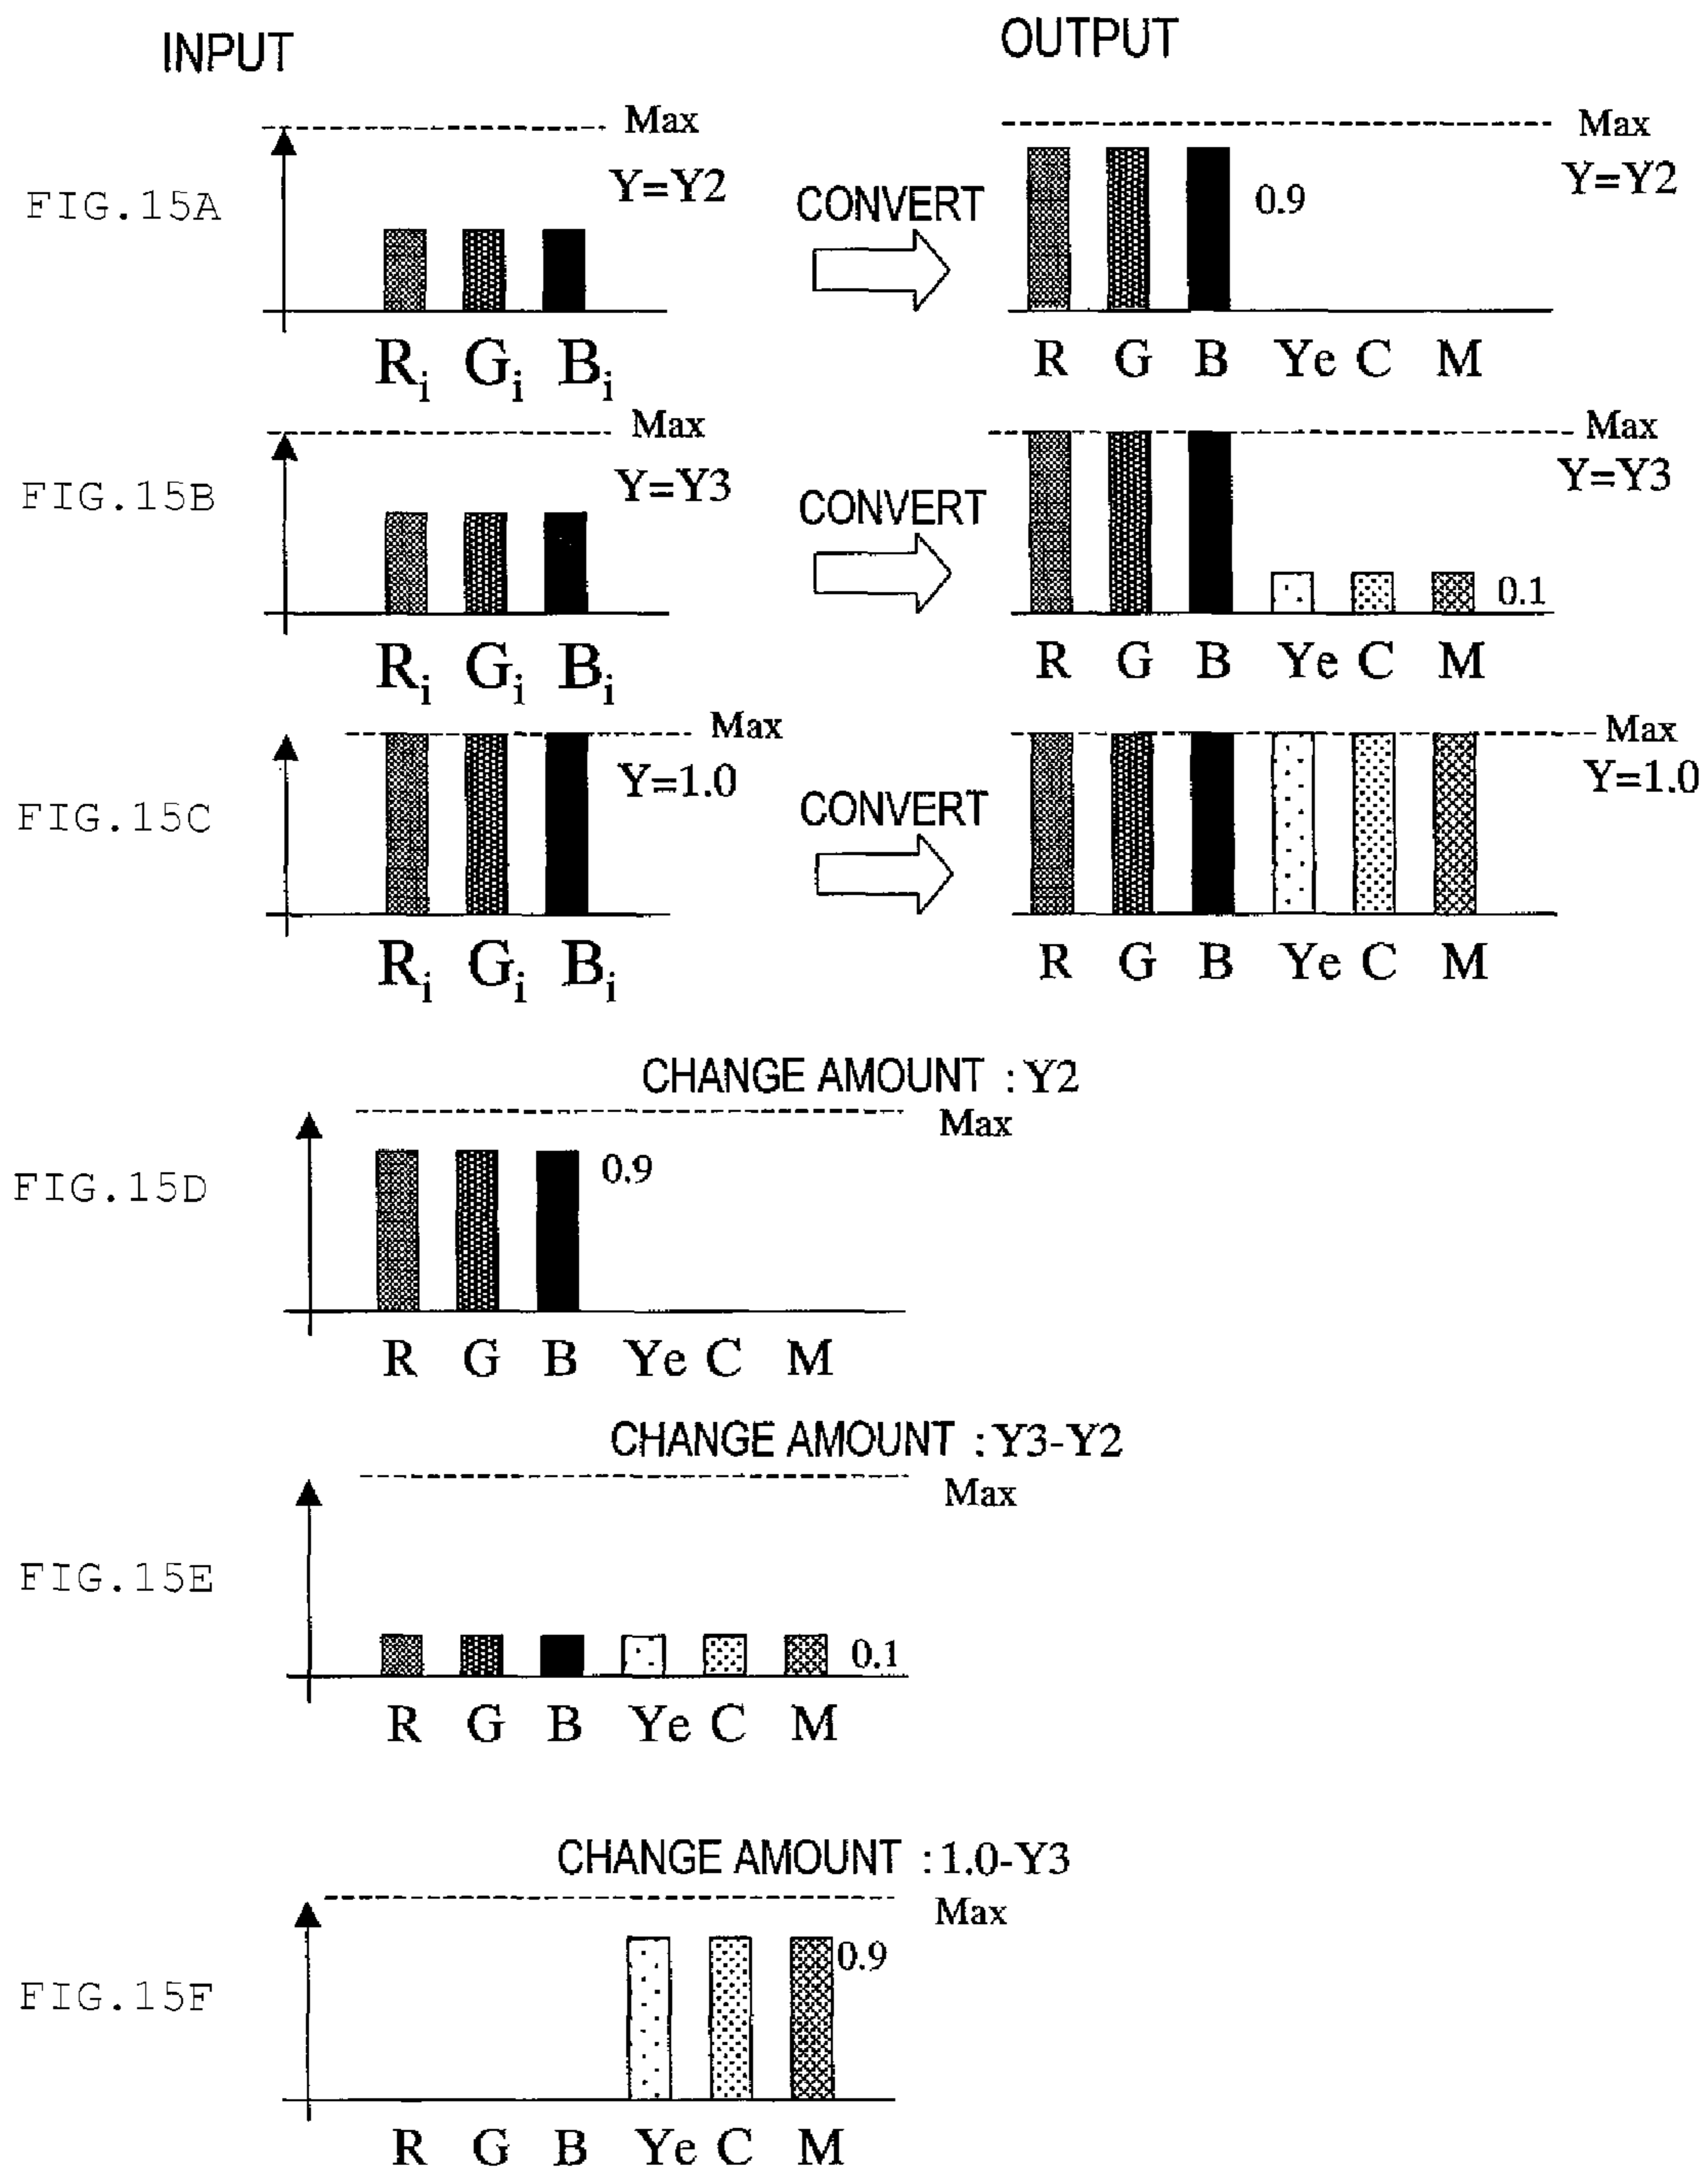 INPUT OUTPUT
Max Max
FIG.15A Y=Y2 CONVERT 0.9 Y=Y2
Ri Gi Bi R G B Ye C M
Max Max
FIG.15B Y=Y3 CONVERT Y=Y3
0.1
Ri Gi Bi R G B Ye C M
Max Max
Y=1.0 Y=1.0
FIG.15C CONVERT
Ri Gi Bi R G B Ye C M
CHANGE AMOUNT : Y2
Max
FIG.15D 0.9
R G B Ye C M
CHANGE AMOUNT : Y3-Y2
Max
FIG.15E
0.1
R G B Ye C M
CHANGE AMOUNT : 1.0-Y3
Max
0.9
FIG.15F
R G B Ye C M